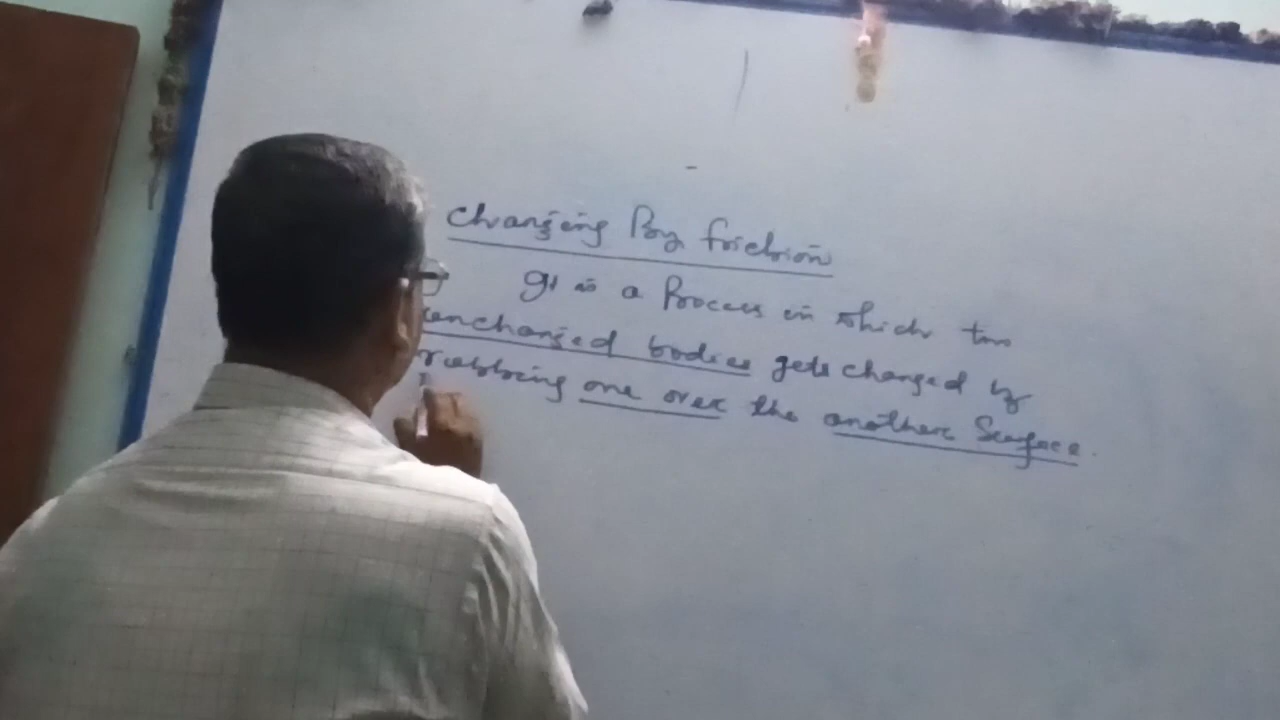 Charging By friction
It is a Process in which two
uncharged bodies gets charged by
rubbing one over the another Surface.